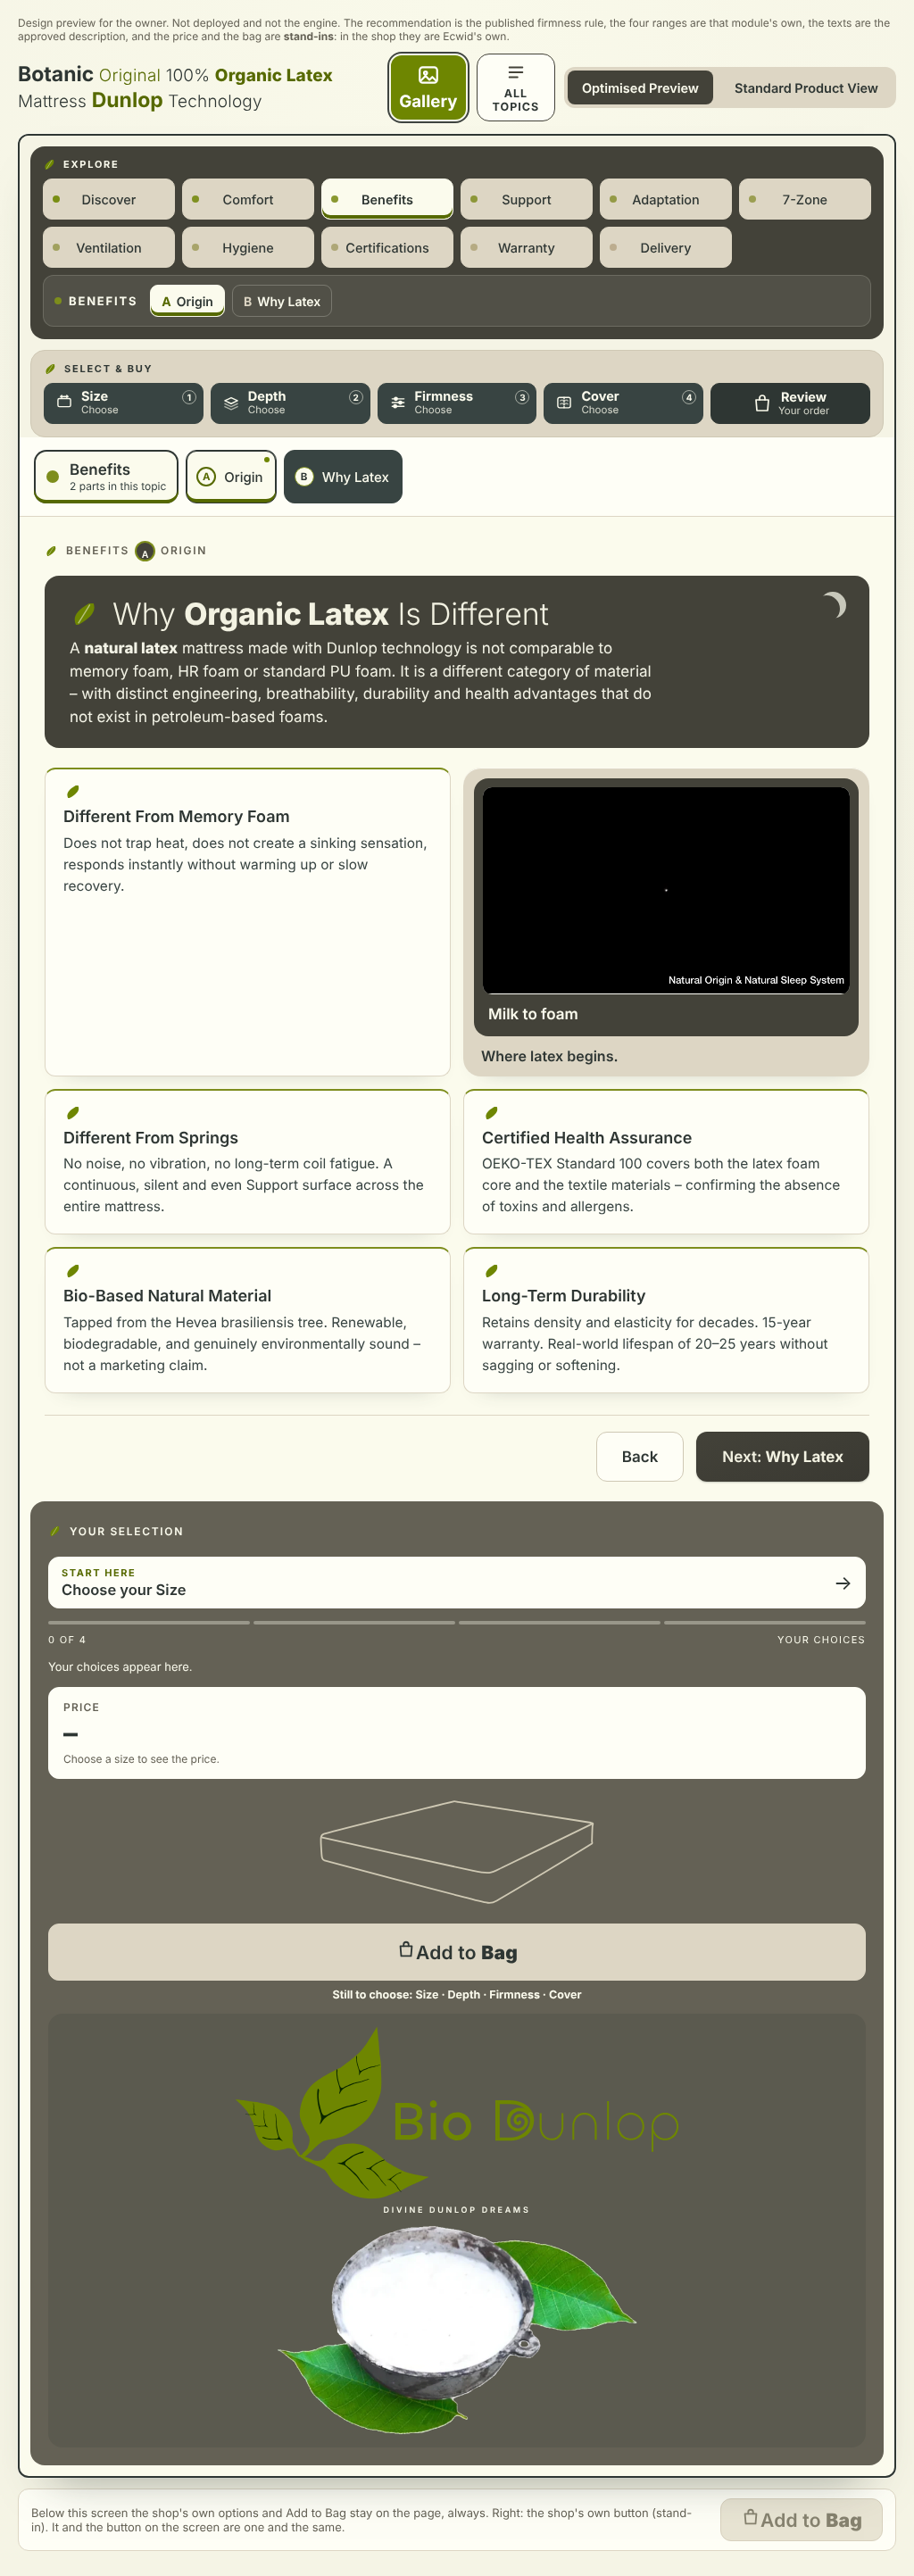 Design preview for the owner. Not deployed and not the engine. The recommendation is the published firmness rule, the four ranges are that module's own, the texts are the
approved description, and the price and the bag are stand-ins: in the shop they are Ecwid's own.
Botanic Original 100% Organic Latex
Mattress Dunlop Technology
Gallery
ALL
TOPICS
Optimised Preview
Standard Product View
EXPLORE
Discover
Comfort
Benefits
Support
Adaptation
7-Zone
Ventilation
Hygiene
Certifications
Warranty
Delivery
BENEFITS
A Origin
B Why Latex
SELECT & BUY
Size
Choose
1
Depth
Choose
2
Firmness
Choose
3
Cover
Choose
4
Review
Your order
Benefits
2 parts in this topic
A Origin
B Why Latex
BENEFITS A ORIGIN
Why Organic Latex Is Different
A natural latex mattress made with Dunlop technology is not comparable to
memory foam, HR foam or standard PU foam. It is a different category of material
– with distinct engineering, breathability, durability and health advantages that do
not exist in petroleum-based foams.
Different From Memory Foam
Does not trap heat, does not create a sinking sensation,
responds instantly without warming up or slow
recovery.
Natural Origin & Natural Sleep System
Milk to foam
Where latex begins.
Different From Springs
No noise, no vibration, no long-term coil fatigue. A
continuous, silent and even Support surface across the
entire mattress.
Certified Health Assurance
OEKO-TEX Standard 100 covers both the latex foam
core and the textile materials – confirming the absence
of toxins and allergens.
Bio-Based Natural Material
Tapped from the Hevea brasiliensis tree. Renewable,
biodegradable, and genuinely environmentally sound –
not a marketing claim.
Long-Term Durability
Retains density and elasticity for decades. 15-year
warranty. Real-world lifespan of 20–25 years without
sagging or softening.
Back
Next: Why Latex
YOUR SELECTION
START HERE
Choose your Size
0 OF 4
YOUR CHOICES
Your choices appear here.
PRICE
–
Choose a size to see the price.
Add to Bag
Still to choose: Size · Depth · Firmness · Cover
Bio Dunlop
DIVINE DUNLOP DREAMS
Below this screen the shop's own options and Add to Bag stay on the page, always. Right: the shop's own button (stand-
in). It and the button on the screen are one and the same.
Add to Bag